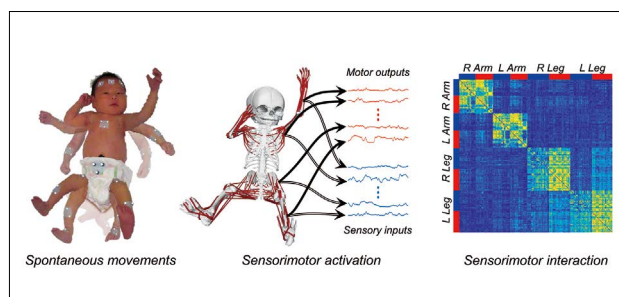 Motor outputs
Sensory inputs
R Arm L Arm R Leg L Leg
R Arm
L Arm
R Leg
L Leg
Spontaneous movements
Sensorimotor activation
Sensorimotor interaction